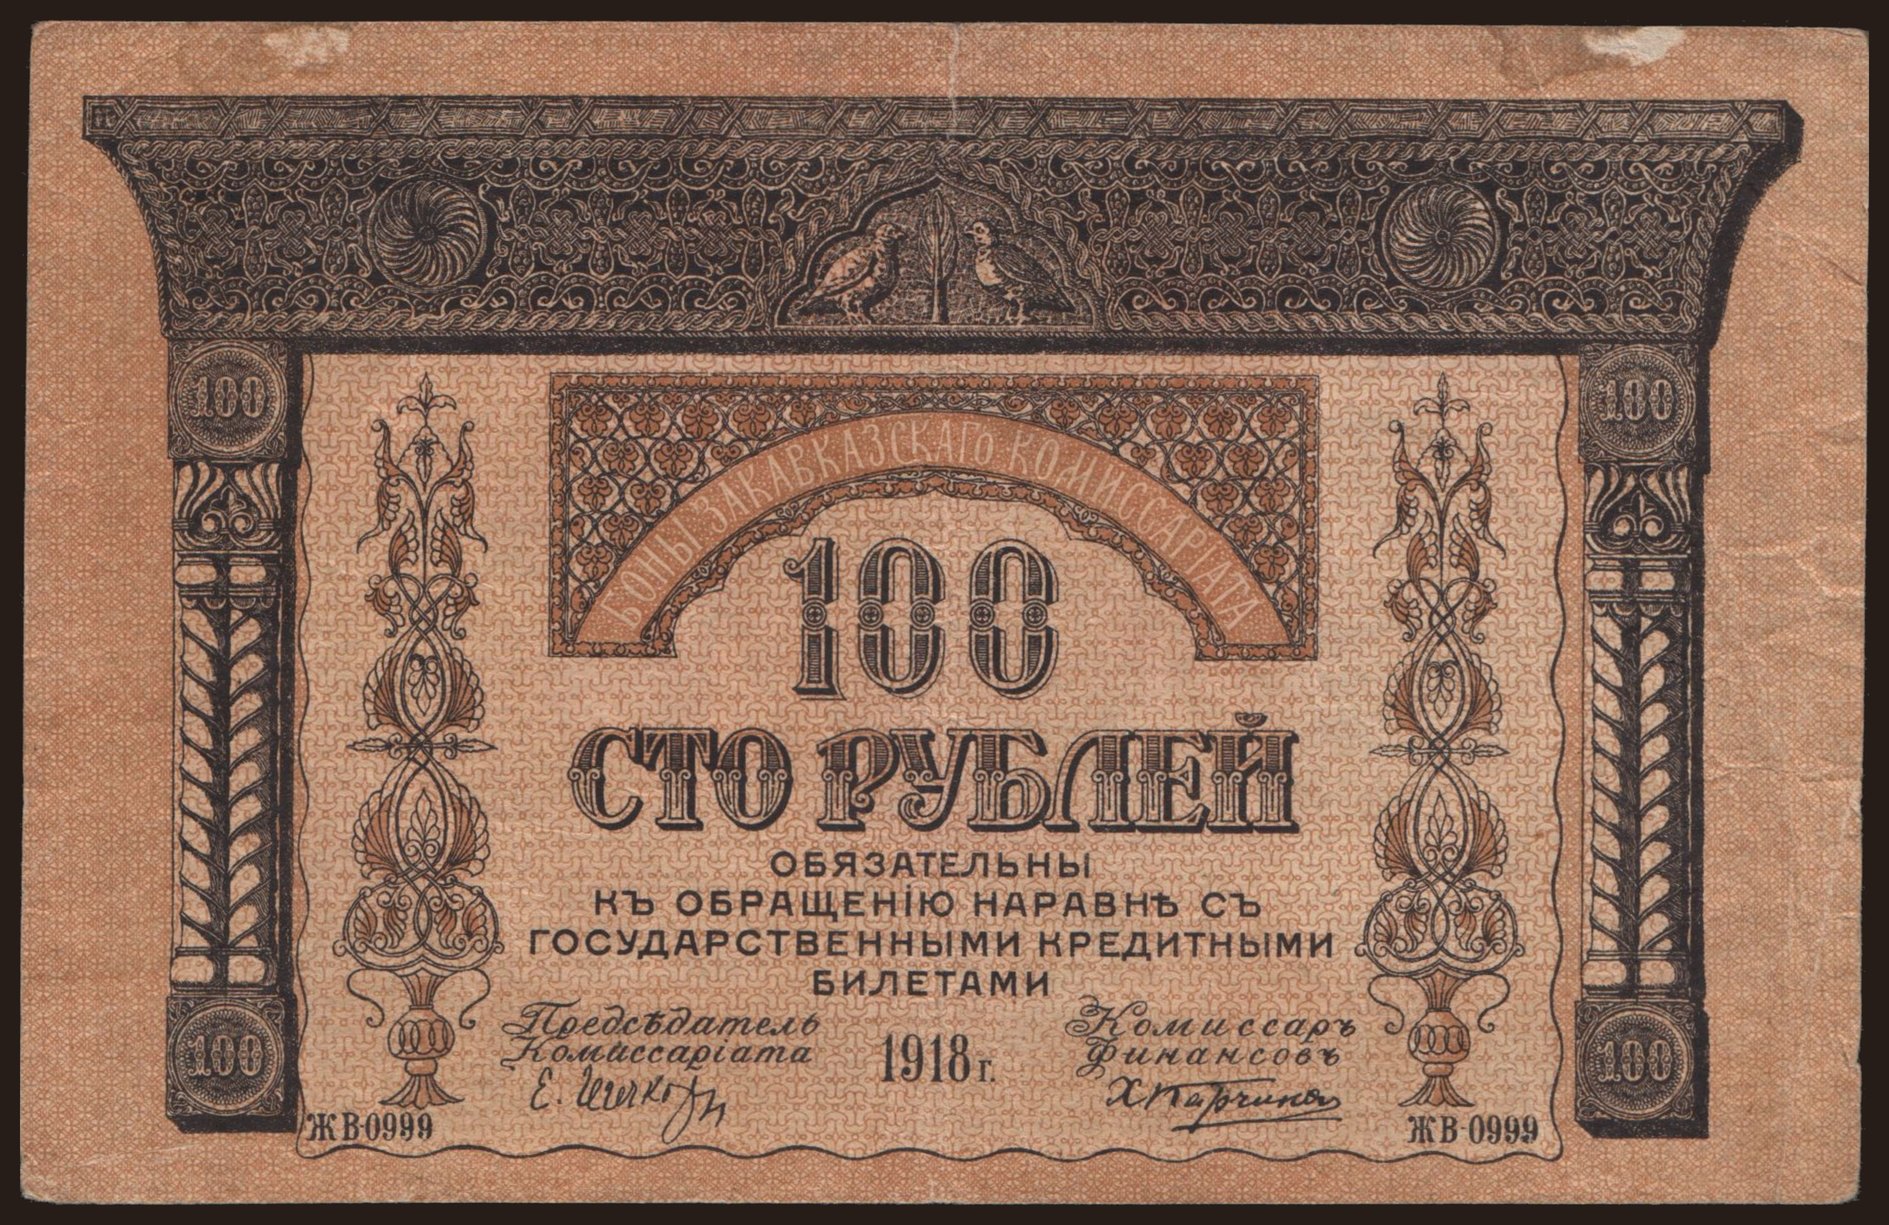 100 100
БОНЫ ЗАКАВКАЗСКАГО КОМИССАРІАТА
100
СТО РУБЛЕЙ
ОБЯЗАТЕЛЬНЫ
КЪ ОБРАЩЕНІЮ НАРАВНѢ СЪ
ГОСУДАРСТВЕННЫМИ КРЕДИТНЫМИ
БИЛЕТАМИ
Предсѣдатель
Комиссаріата
1918 г.
Комиссаръ
Финансовъ
100 100
ЖВ-0999 ЖВ-0999